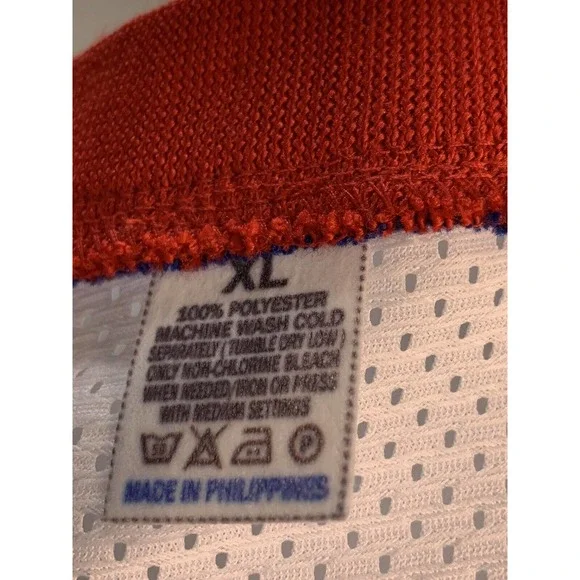 XL
100% POLYESTER
MACHINE WASH COLD
SEPARATELY (TUMBLE DRY LOW)
ONLY NON-CHLORINE BLEACH
WHEN NEEDED/IRON OR PRESS
WITH MEDIUM SETTINGS
P
MADE IN PHILIPPINES